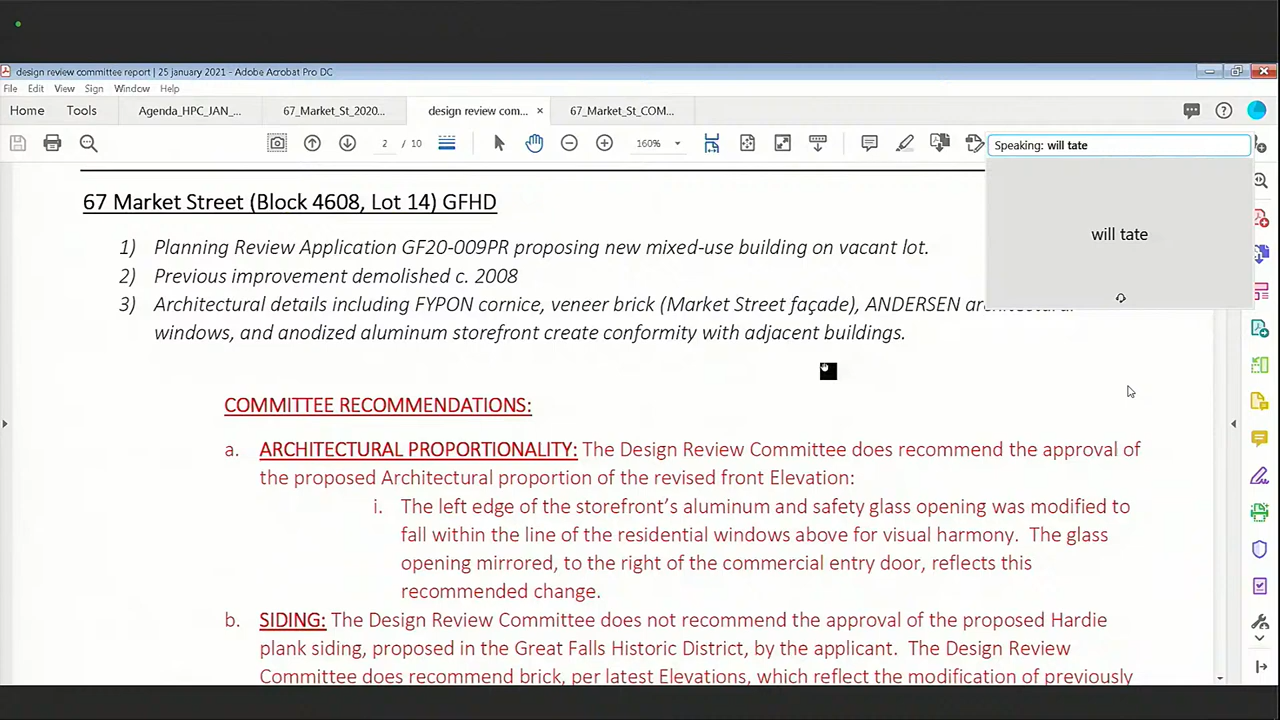 design review committee report | 25 january 2021 - Adobe Acrobat Pro DC
File Edit View Sign Window Help
Home Tools Agenda_HPC_JAN_... 67_Market_St_2020... design review com... × 67_Market_St_COM...
2 / 10 160%
Speaking: will tate
will tate
67 Market Street (Block 4608, Lot 14) GFHD
1) Planning Review Application GF20-009PR proposing new mixed-use building on vacant lot.
2) Previous improvement demolished c. 2008
3) Architectural details including FYPON cornice, veneer brick (Market Street façade), ANDERSEN architectural
windows, and anodized aluminum storefront create conformity with adjacent buildings.
COMMITTEE RECOMMENDATIONS:
a. ARCHITECTURAL PROPORTIONALITY: The Design Review Committee does recommend the approval of
the proposed Architectural proportion of the revised front Elevation:
i. The left edge of the storefront’s aluminum and safety glass opening was modified to
fall within the line of the residential windows above for visual harmony. The glass
opening mirrored, to the right of the commercial entry door, reflects this
recommended change.
b. SIDING: The Design Review Committee does not recommend the approval of the proposed Hardie
plank siding, proposed in the Great Falls Historic District, by the applicant. The Design Review
Committee does recommend brick, per latest Elevations, which reflect the modification of previously